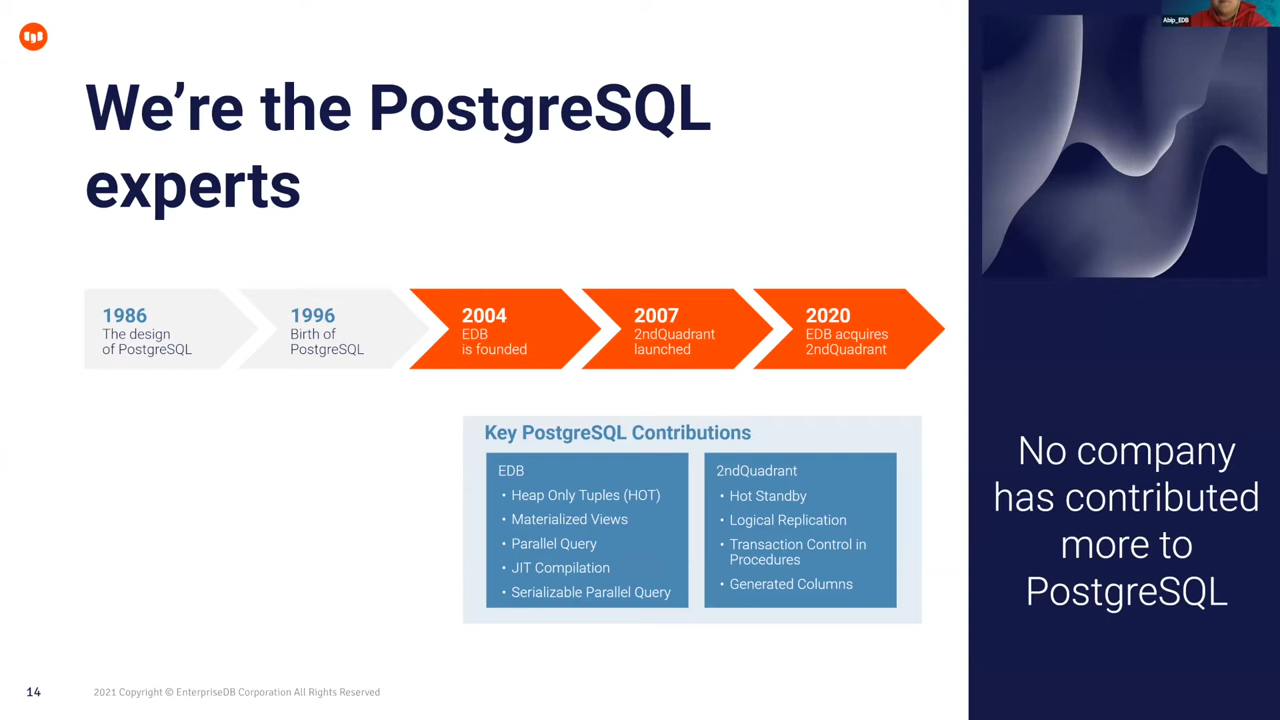 Abip_EDB
We're the PostgreSQL
experts
1986
The design
of PostgreSQL
1996
Birth of
PostgreSQL
2004
EDB
is founded
2007
2ndQuadrant
launched
2020
EDB acquires
2ndQuadrant
Key PostgreSQL Contributions
EDB
• Heap Only Tuples (HOT)
• Materialized Views
• Parallel Query
• JIT Compilation
• Serializable Parallel Query
2ndQuadrant
• Hot Standby
• Logical Replication
• Transaction Control in
Procedures
• Generated Columns
No company
has contributed
more to
PostgreSQL
14
2021 Copyright © EnterpriseDB Corporation All Rights Reserved